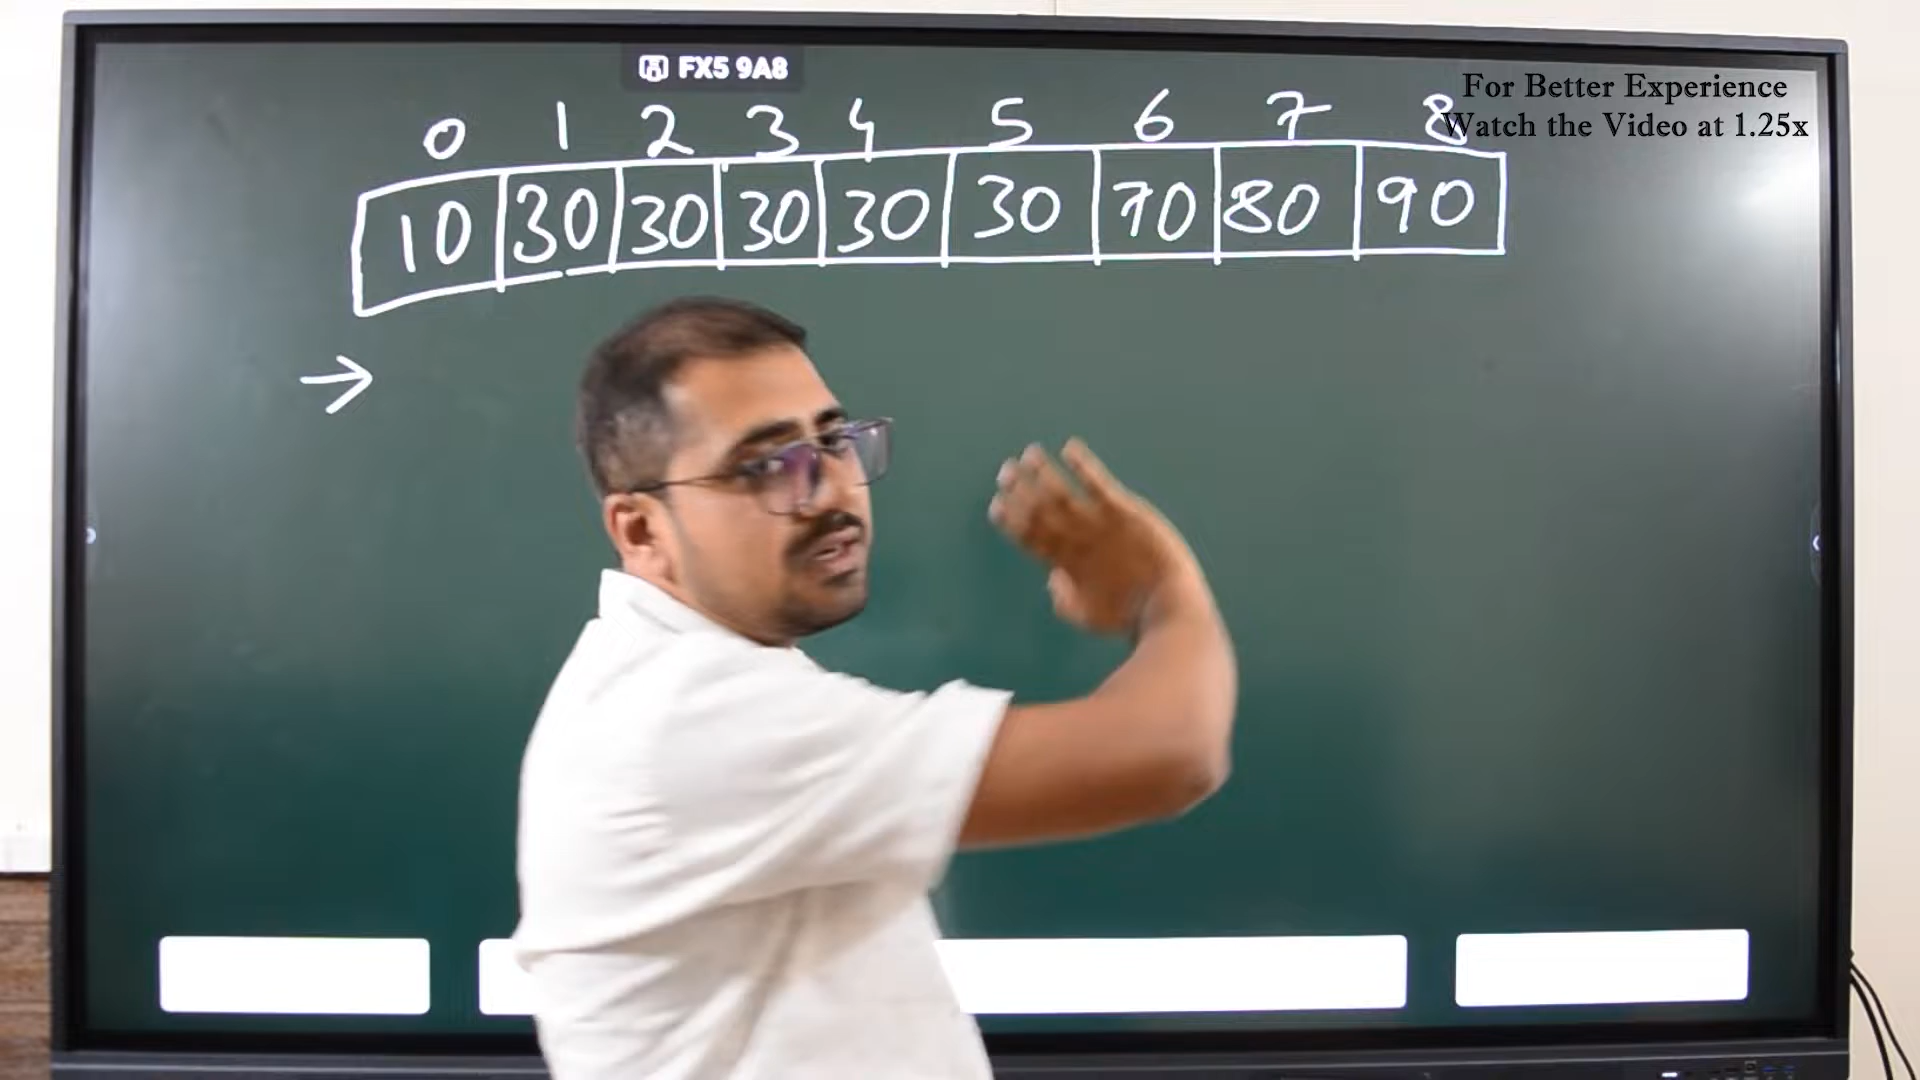 FX5 9A8
For Better Experience
Watch the Video at 1.25x
0 1 2 3 4 5 6 7 8
10 30 30 30 30 30 70 80 90
→